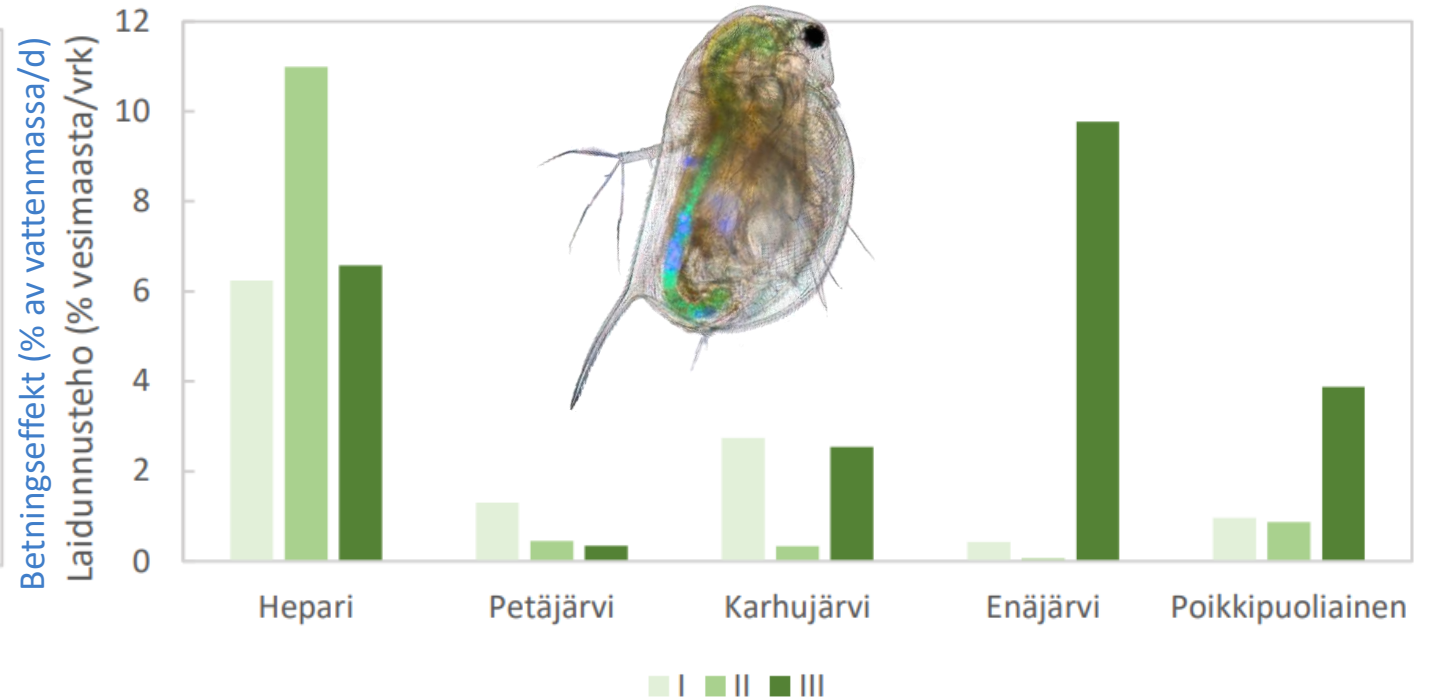 Betningseffekt (% av vattenmassa/d)
Laidunnusteho (% vesimaasta/vrk)
12
10
8
6
4
2
0
Hepari Petäjärvi Karhujärvi Enäjärvi Poikkipuoliainen
I II III